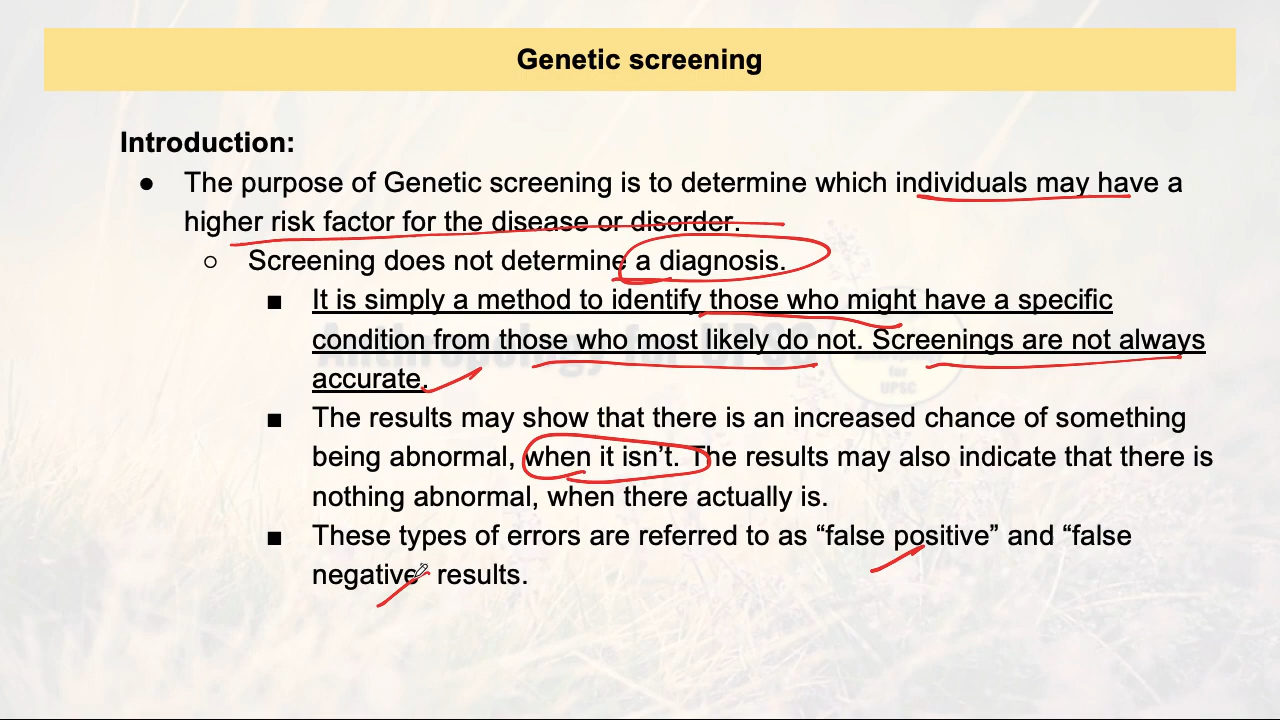 Genetic screening
Introduction:
● The purpose of Genetic screening is to determine which individuals may have a
higher risk factor for the disease or disorder.
○ Screening does not determine a diagnosis.
■ It is simply a method to identify those who might have a specific
condition from those who most likely do not. Screenings are not always
accurate.
■ The results may show that there is an increased chance of something
being abnormal, when it isn’t. The results may also indicate that there is
nothing abnormal, when there actually is.
■ These types of errors are referred to as “false positive” and “false
negative” results.
Anthropology for UPSC
for
UPSC